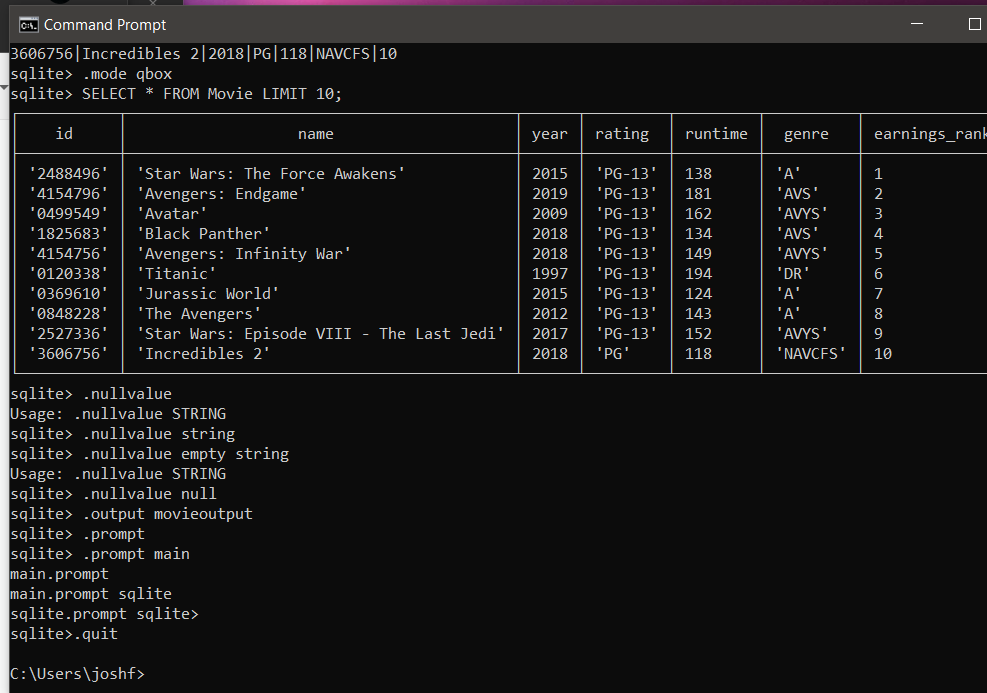 Command Prompt
3606756|Incredibles 2|2018|PG|118|NAVCFS|10
sqlite> .mode qbox
sqlite> SELECT * FROM Movie LIMIT 10;
id name year rating runtime genre earnings_rank
'2488496' 'Star Wars: The Force Awakens' 2015 'PG-13' 138 'A' 1
'4154796' 'Avengers: Endgame' 2019 'PG-13' 181 'AVS' 2
'0499549' 'Avatar' 2009 'PG-13' 162 'AVYS' 3
'1825683' 'Black Panther' 2018 'PG-13' 134 'AVS' 4
'4154756' 'Avengers: Infinity War' 2018 'PG-13' 149 'AVYS' 5
'0120338' 'Titanic' 1997 'PG-13' 194 'DR' 6
'0369610' 'Jurassic World' 2015 'PG-13' 124 'A' 7
'0848228' 'The Avengers' 2012 'PG-13' 143 'A' 8
'2527336' 'Star Wars: Episode VIII - The Last Jedi' 2017 'PG-13' 152 'AVYS' 9
'3606756' 'Incredibles 2' 2018 'PG' 118 'NAVCFS' 10
sqlite> .nullvalue
Usage: .nullvalue STRING
sqlite> .nullvalue string
sqlite> .nullvalue empty string
Usage: .nullvalue STRING
sqlite> .nullvalue null
sqlite> .output movieoutput
sqlite> .prompt
sqlite> .prompt main
main.prompt
main.prompt sqlite
sqlite.prompt sqlite>
sqlite>.quit
C:\Users\joshf>